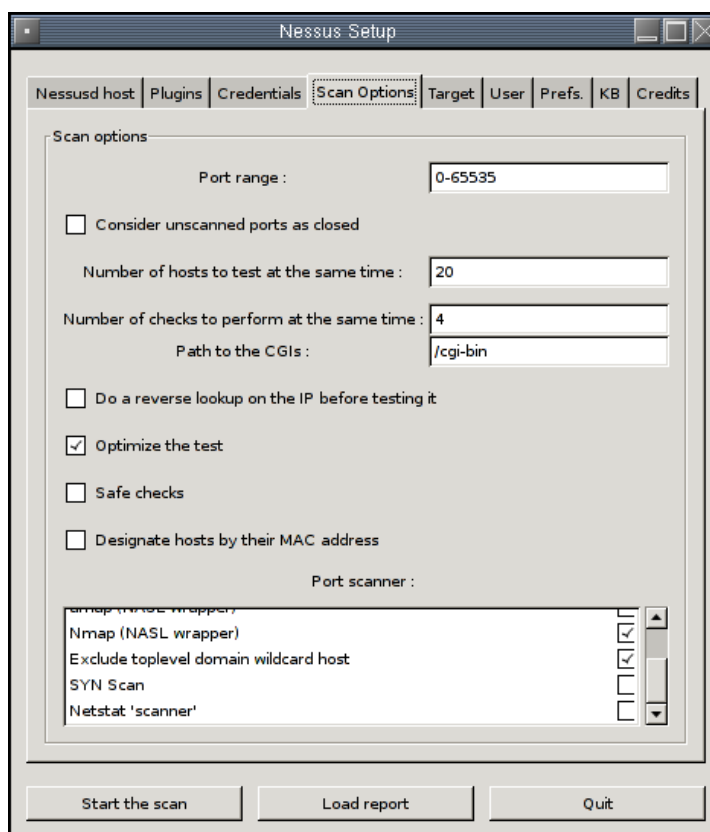 Nessus Setup
Nessusd host Plugins Credentials Scan Options Target User Prefs. KB Credits
Scan options
Port range : 0-65535
Consider unscanned ports as closed
Number of hosts to test at the same time : 20
Number of checks to perform at the same time : 4
Path to the CGIs : /cgi-bin
Do a reverse lookup on the IP before testing it
Optimize the test
Safe checks
Designate hosts by their MAC address
Port scanner :
(NASL wrapper)
Nmap (NASL wrapper)
Exclude toplevel domain wildcard host
SYN Scan
Netstat 'scanner'
Start the scan Load report Quit